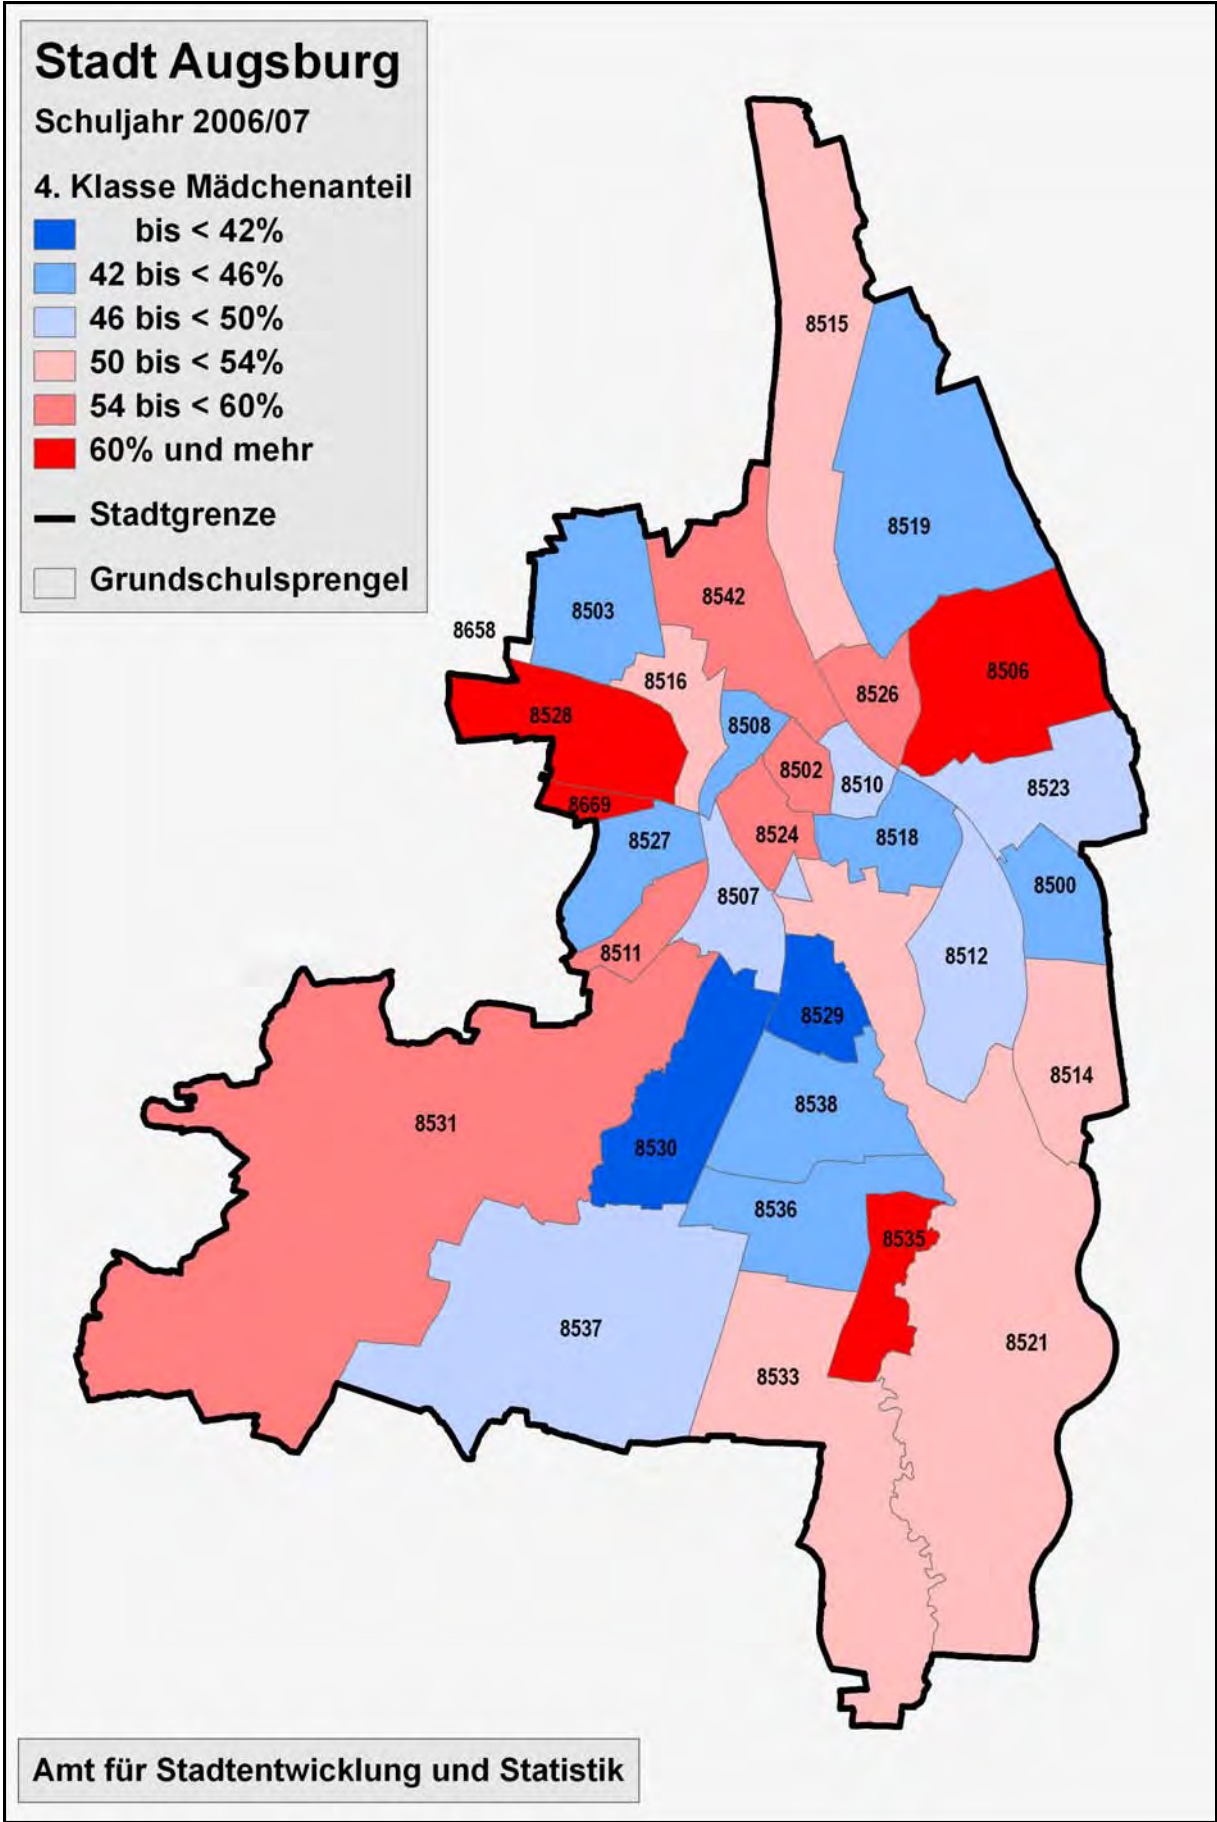 Stadt Augsburg
Schuljahr 2006/07
4. Klasse Mädchenanteil
bis < 42%
42 bis < 46%
46 bis < 50%
50 bis < 54%
54 bis < 60%
60% und mehr
Stadtgrenze
Grundschulsprengel
8515
8519
8542
8503
8658
8506
8516
8526
8528
8508
8502
8510
8523
8669
8527
8524
8518
8500
8507
8511
8512
8529
8514
8538
8531
8530
8536
8535
8537
8521
8533
Amt für Stadtentwicklung und Statistik